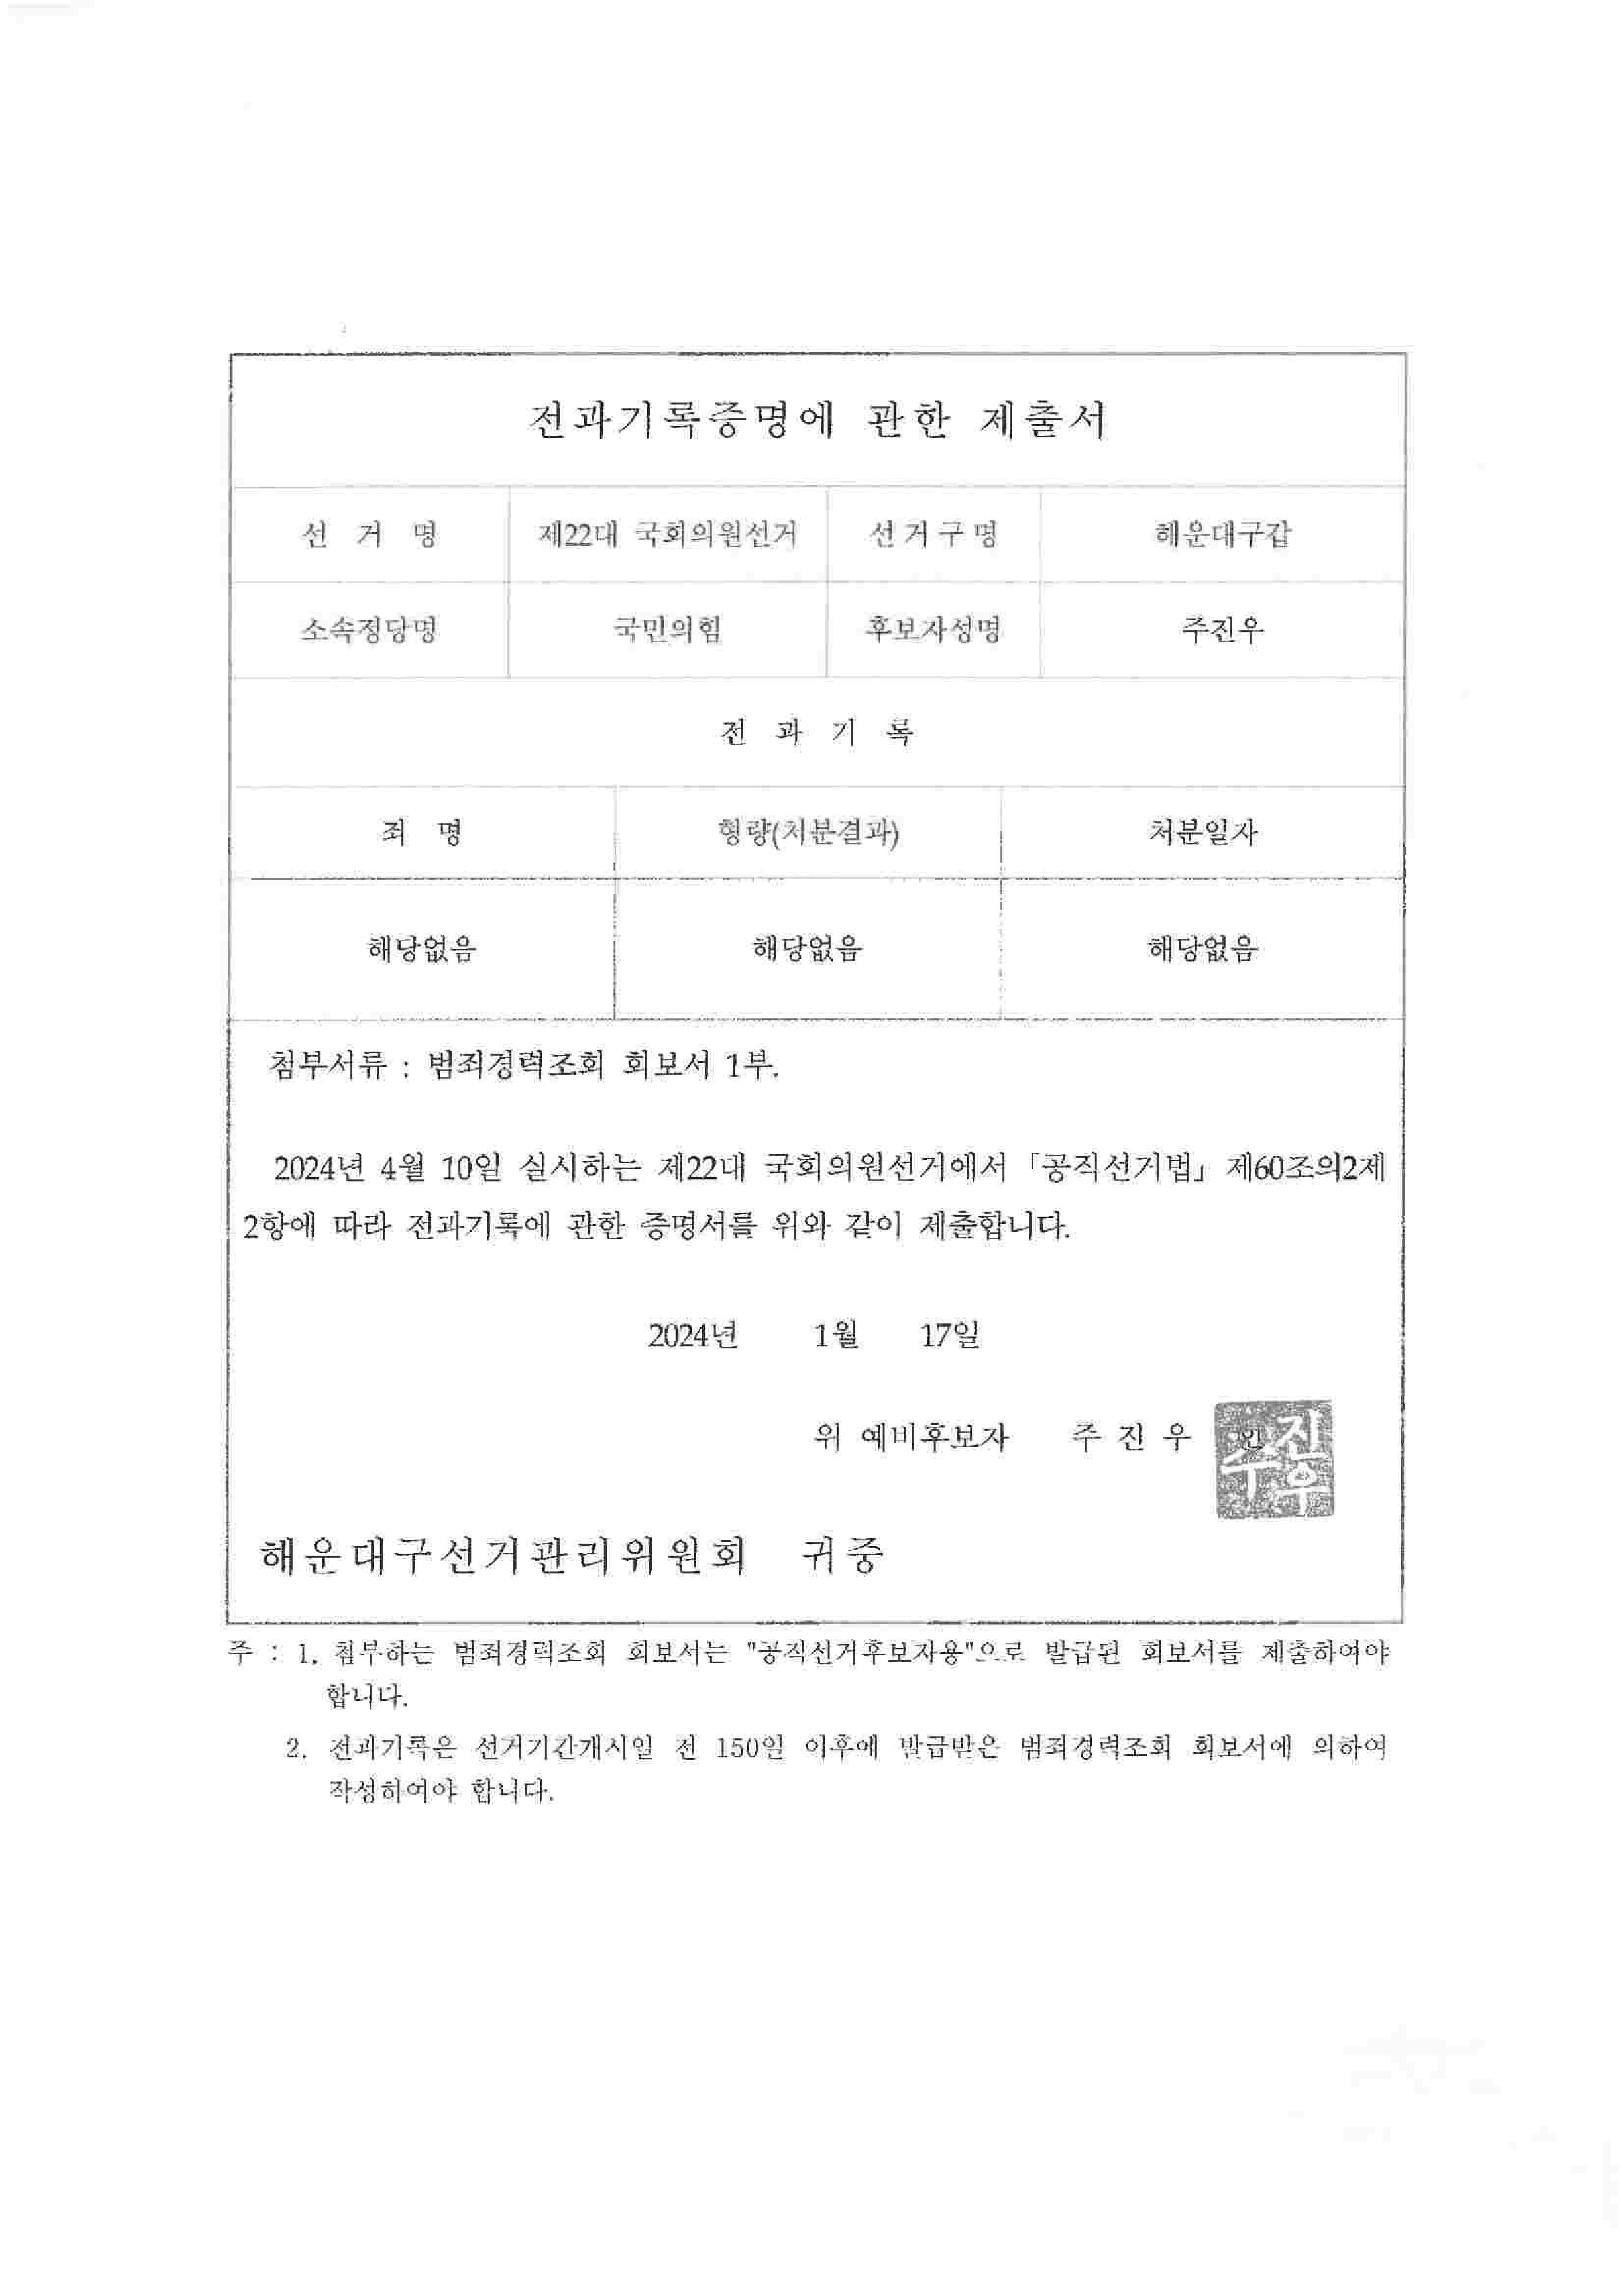 전과기록증명에 관한 제출서
선 거 명 제22대 국회의원선거 선거구명 해운대구갑
소속정당명 국민의힘 후보자성명 주진우
전 과 기 록
죄 명 형량(처분결과) 처분일자
해당없음 해당없음 해당없음
첨부서류 : 범죄경력조회 회보서 1부.
2024년 4월 10일 실시하는 제22대 국회의원선거에서 「공직선거법」 제60조의2제
2항에 따라 전과기록에 관한 증명서를 위와 같이 제출합니다.
2024년 1월 17일
위 예비후보자 주 진 우 인
주진우
해운대구선거관리위원회 귀중
주 : 1. 첨부하는 범죄경력조회 회보서는 "공직선거후보자용"으로 발급된 회보서를 제출하여야
합니다.
2. 전과기록은 선거기간개시일 전 150일 이후에 발급받은 범죄경력조회 회보서에 의하여
작성하여야 합니다.